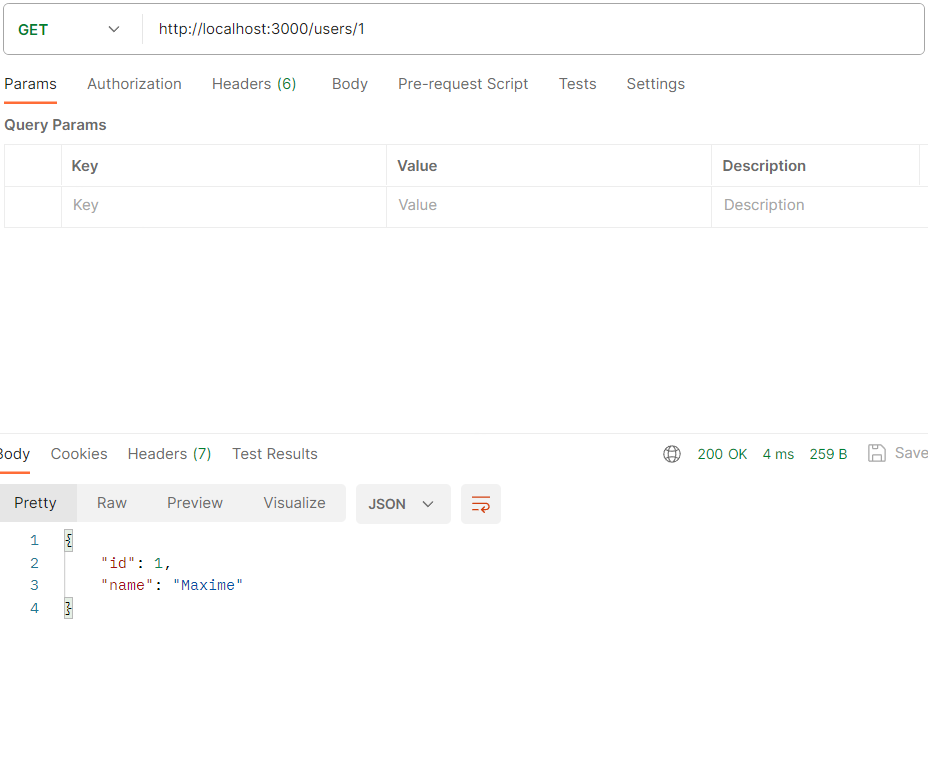 GET http://localhost:3000/users/1
Params Authorization Headers (6) Body Pre-request Script Tests Settings
Query Params
Key Value Description
Key Value Description
Body Cookies Headers (7) Test Results 200 OK 4 ms 259 B Save
Pretty Raw Preview Visualize JSON
1 {
2 "id": 1,
3 "name": "Maxime"
4 }